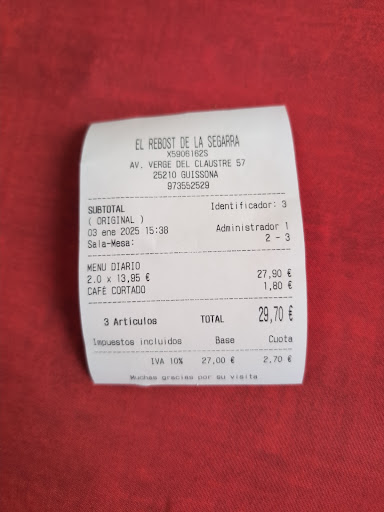 EL REBOST DE LA SEGARRA
X5906162S
AV. VERGE DEL CLAUSTRE 57
25210 GUISSONA
973552529
SUBTOTAL Identificador: 3
( ORIGINAL )
03 ene 2025 15:38 Administrador 1
Sala-Mesa: 2 - 3
MENU DIARIO
2.0 x 13,95 € 27,90 €
CAFÉ CORTADO 1,80 €
3 Artículos TOTAL 29,70 €
Impuestos incluidos Base Cuota
IVA 10% 27,00 € 2,70 €
Muchas gracias por su visita